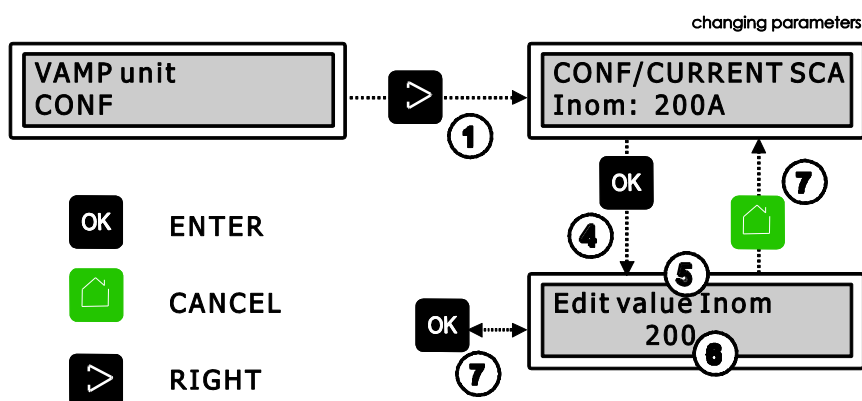 changing parameters
VAMP unit
CONF
CONF/CURRENT SCA
Inom: 200A
1
OK
7
4
5
OK ENTER
Edit value Inom
200
6
CANCEL
OK
7
RIGHT